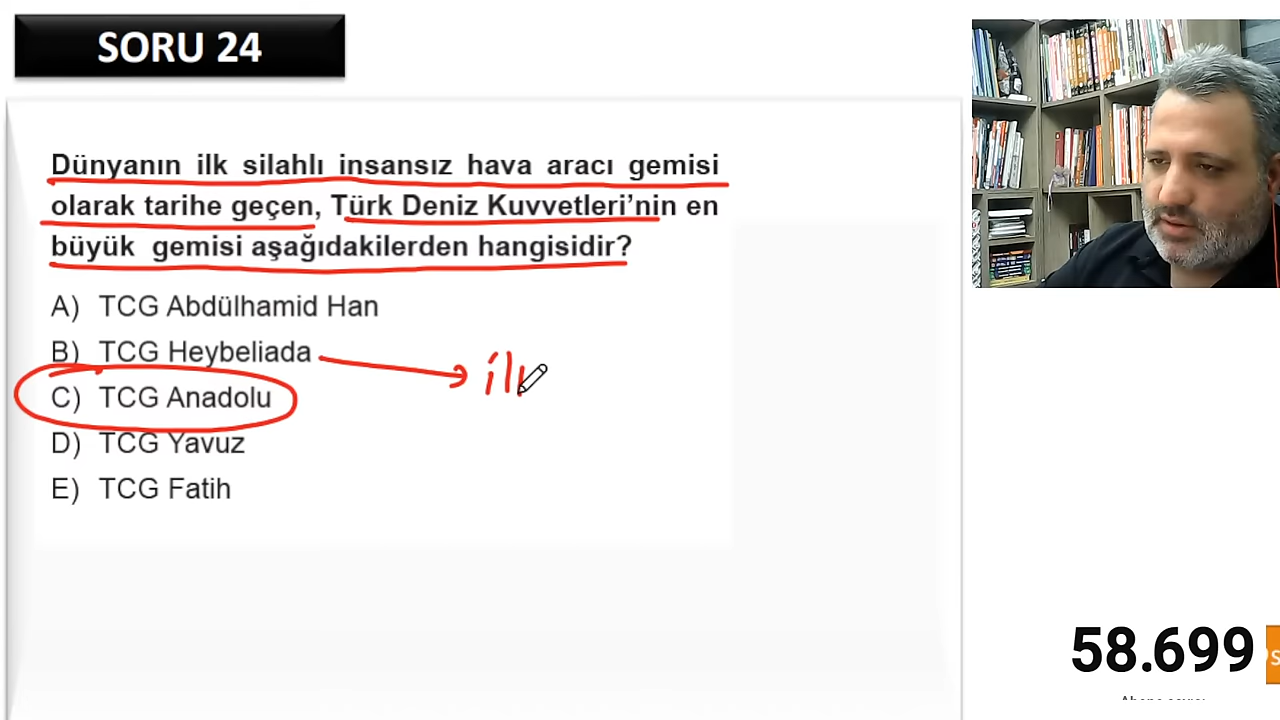 SORU 24
Dünyanın ilk silahlı insansız hava aracı gemisi
olarak tarihe geçen, Türk Deniz Kuvvetleri'nin en
büyük gemisi aşağıdakilerden hangisidir?
A) TCG Abdülhamid Han
B) TCG Heybeliada
ilk
C) TCG Anadolu
D) TCG Yavuz
E) TCG Fatih
58.699